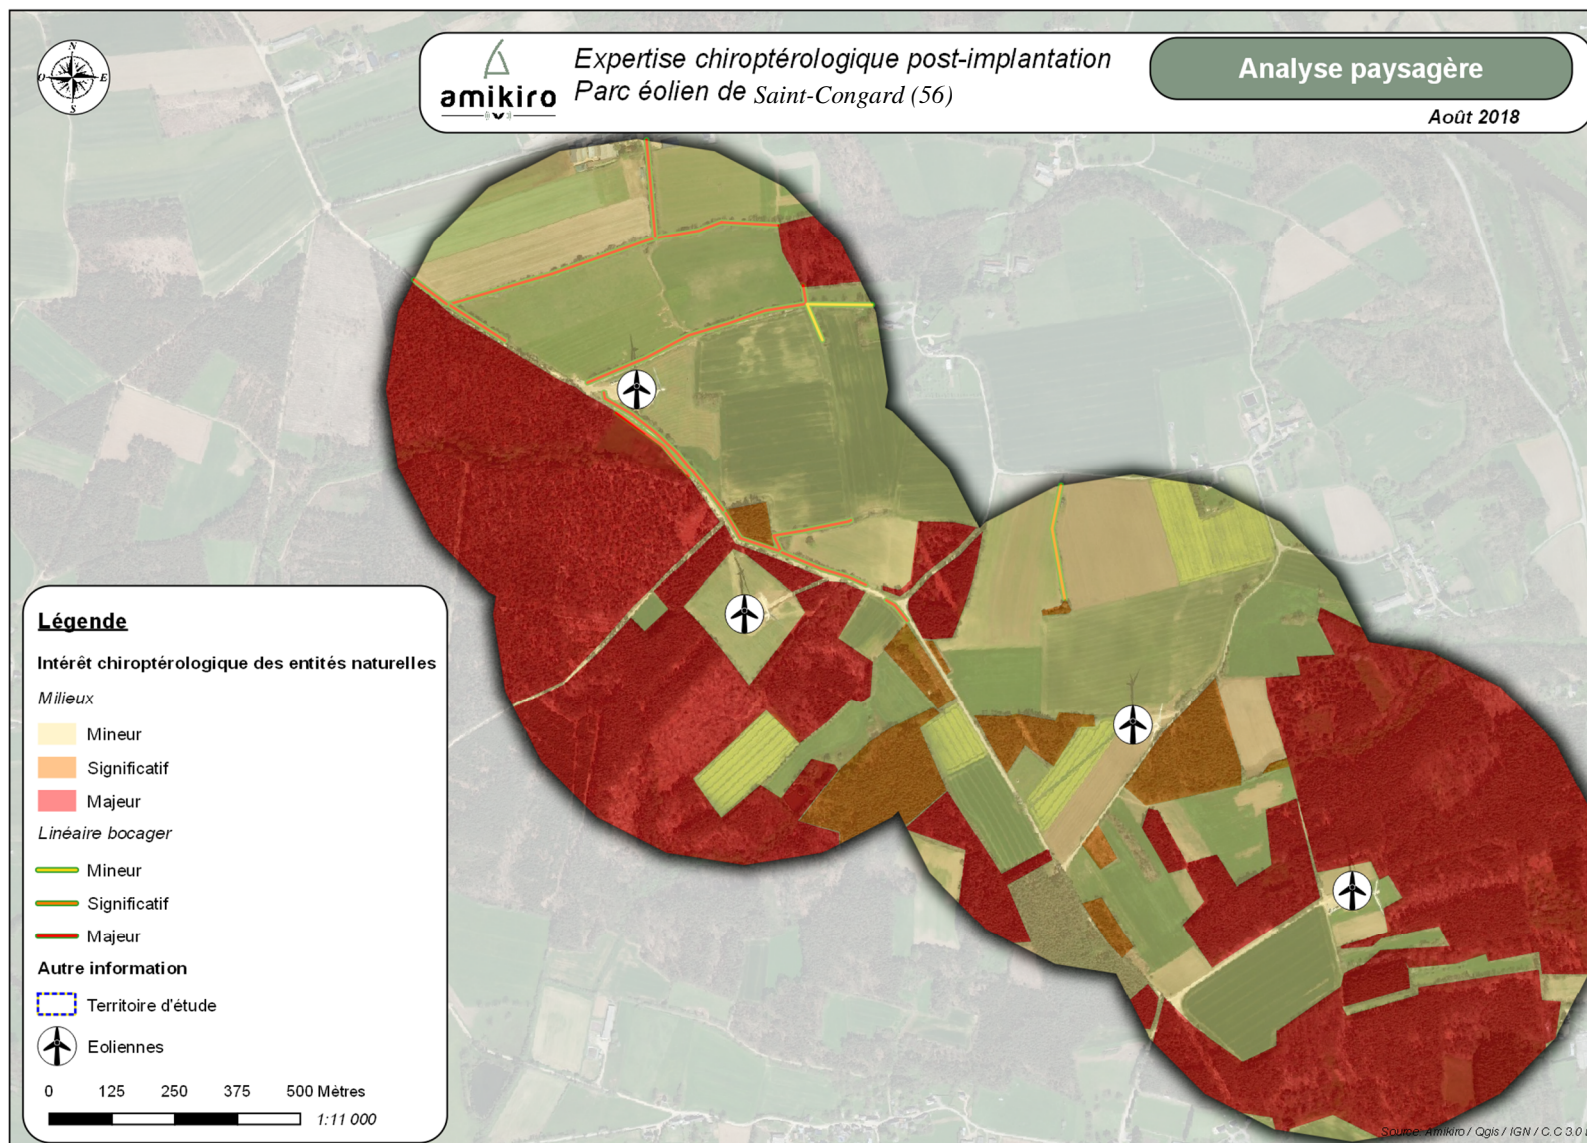 N
O
E
S
amikiro
Expertise chiroptérologique post-implantation
Parc éolien de Saint-Congard (56)
Analyse paysagère
Août 2018
Légende
Intérêt chiroptérologique des entités naturelles
Milieux
Mineur
Significatif
Majeur
Linéaire bocager
Mineur
Significatif
Majeur
Autre information
Territoire d'étude
Eoliennes
0 125 250 375 500 Mètres
1:11 000
Source: Amikiro / Qgis / IGN / C.C 3.0